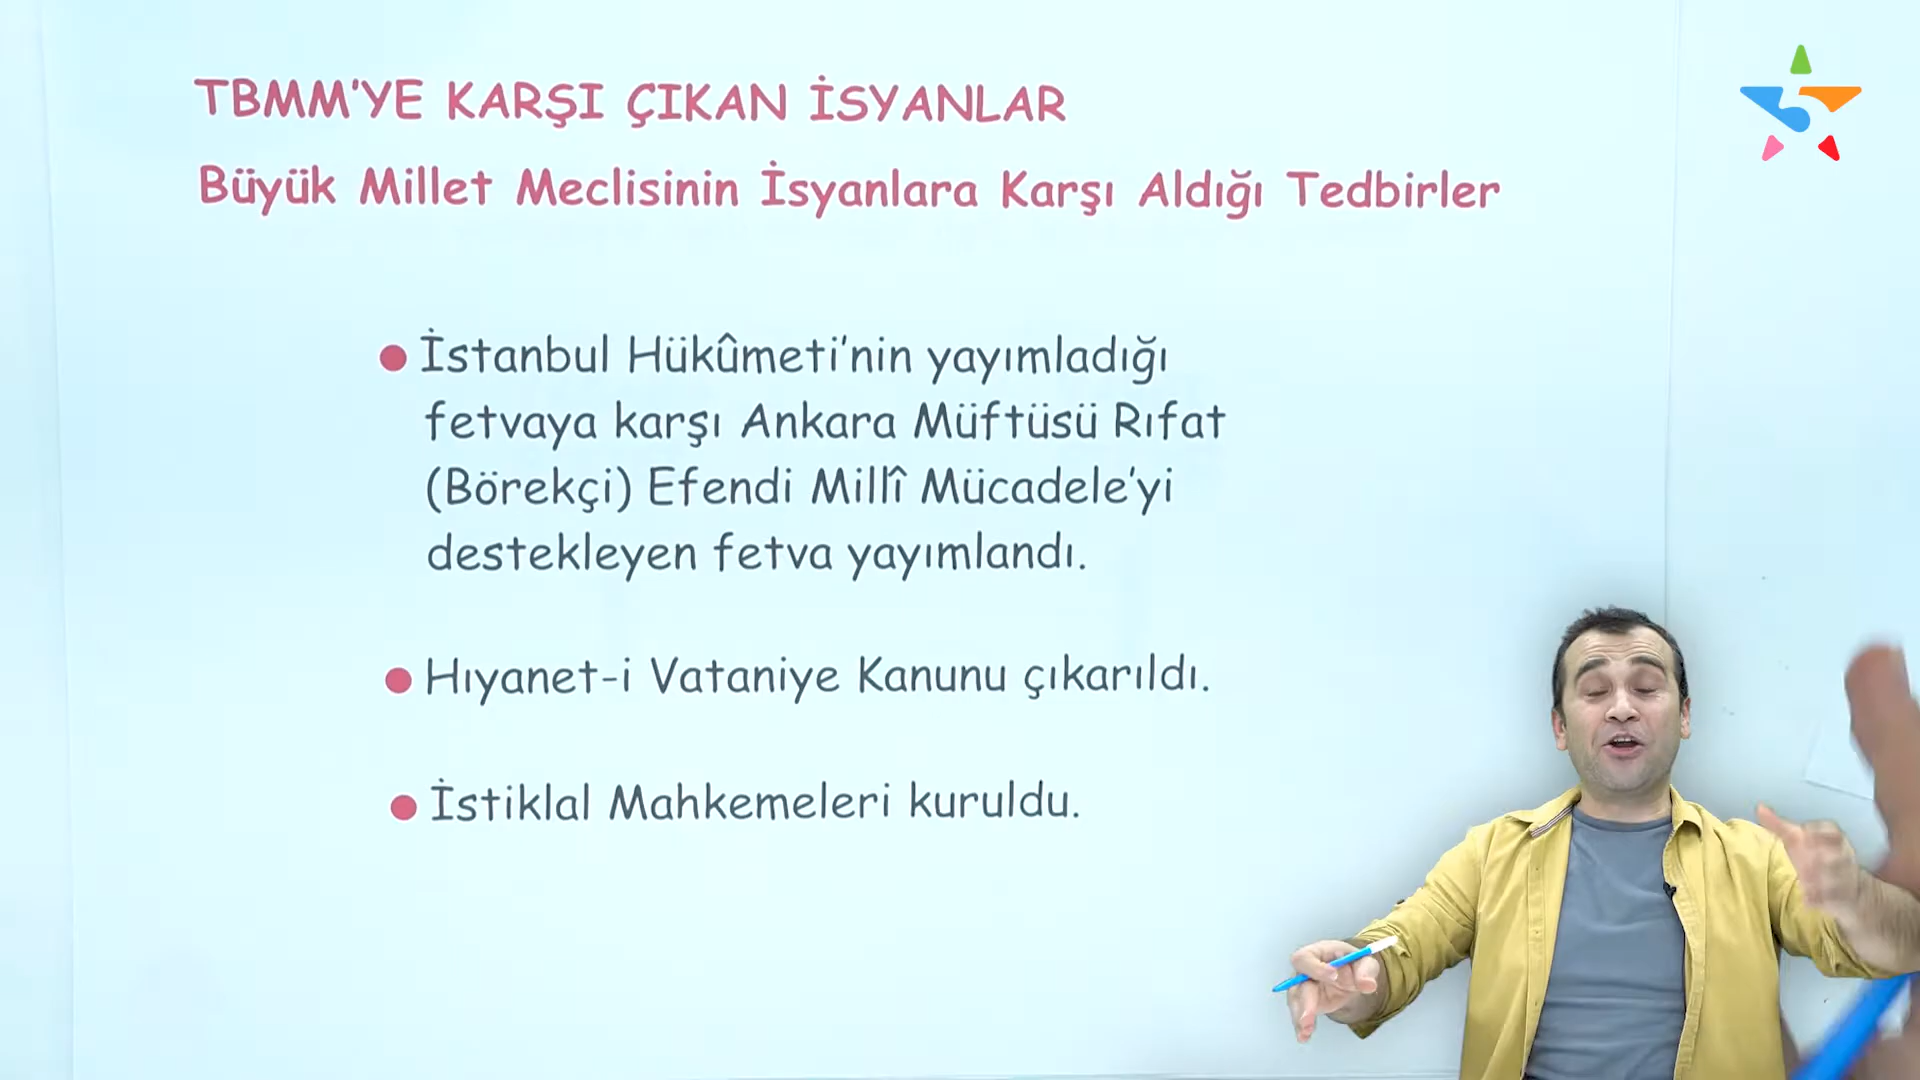 TBMM'YE KARŞI ÇIKAN İSYANLAR
Büyük Millet Meclisinin İsyanlara Karşı Aldığı Tedbirler
● İstanbul Hükûmeti'nin yayımladığı
fetvaya karşı Ankara Müftüsü Rıfat
(Börekçi) Efendi Millî Mücadele'yi
destekleyen fetva yayımlandı.
● Hıyanet-i Vataniye Kanunu çıkarıldı.
● İstiklal Mahkemeleri kuruldu.
5